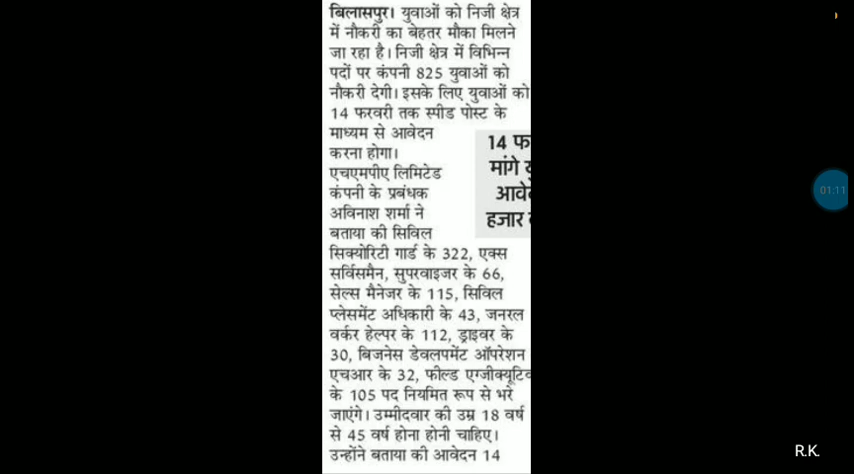 बिलासपुर। युवाओं को निजी क्षेत्र
में नौकरी का बेहतर मौका मिलने
जा रहा है। निजी क्षेत्र में विभिन्न
पदों पर कंपनी 825 युवाओं को
नौकरी देगी। इसके लिए युवाओं को
14 फरवरी तक स्पीड पोस्ट के
माध्यम से आवेदन
करना होगा।
एचएमपीए लिमिटेड
कंपनी के प्रबंधक
अविनाश शर्मा ने
बताया की सिविल
सिक्योरिटी गार्ड के 322, एक्स
सर्विसमैन, सुपरवाइजर के 66,
सेल्स मैनेजर के 115, सिविल
प्लेसमेंट अधिकारी के 43, जनरल
वर्कर हेल्पर के 112, ड्राइवर के
30, बिजनेस डेवलपमेंट ऑपरेशन
एचआर के 32, फील्ड एग्जीक्यूटिव
के 105 पद नियमित रूप से भरे
जाएंगे। उम्मीदवार की उम्र 18 वर्ष
से 45 वर्ष होना होनी चाहिए।
उन्होंने बताया की आवेदन 14
14
मांगे
हजार
01:11
R.K.